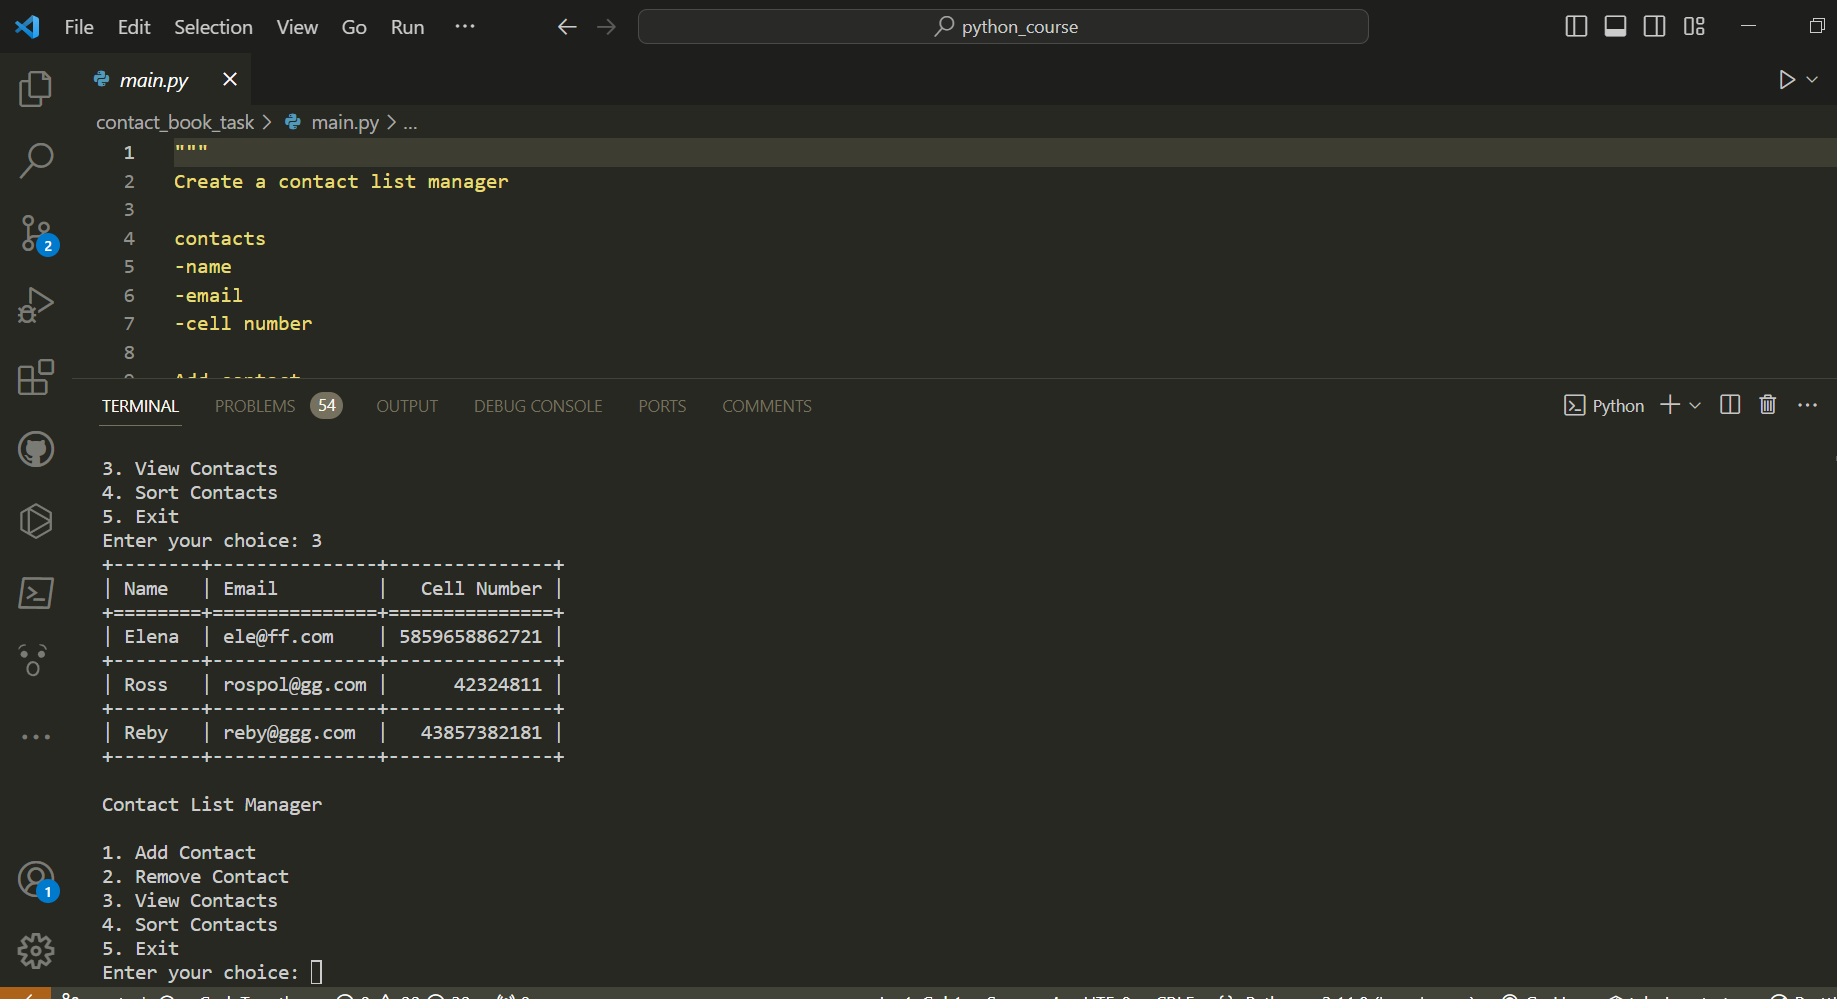 File Edit Selection View Go Run ··· python_course
main.py
contact_book_task > main.py > ...
1 """
2 Create a contact list manager
3
4 contacts
5 -name
6 -email
7 -cell number
8
9 Add contact
TERMINAL PROBLEMS 54 OUTPUT DEBUG CONSOLE PORTS COMMENTS Python
2
3. View Contacts
4. Sort Contacts
5. Exit
Enter your choice: 3
+--------+---------------+---------------+
| Name   | Email         |   Cell Number |
+========+===============+===============+
| Elena  | ele@ff.com    | 5859658862721 |
+--------+---------------+---------------+
| Ross   | rospol@gg.com |      42324811 |
+--------+---------------+---------------+
| Reby   | reby@ggg.com  |   43857382181 |
+--------+---------------+---------------+
Contact List Manager
1. Add Contact
2. Remove Contact
3. View Contacts
4. Sort Contacts
5. Exit
Enter your choice:
1